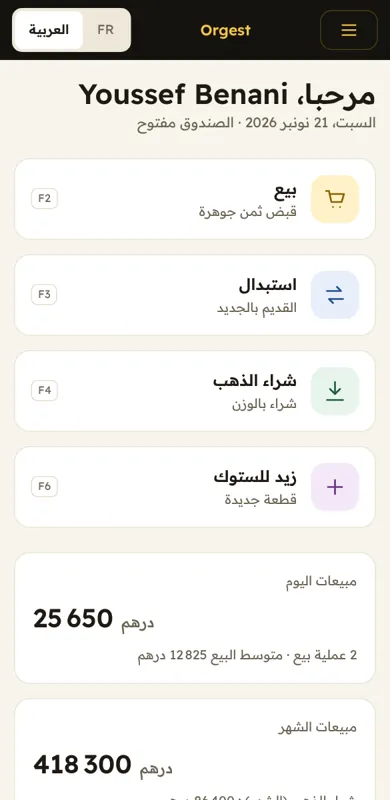 العربية FR
Orgest
مرحبا، Youssef Benani
السبت، 21 نونبر 2026 · الصندوق مفتوح
بيع
قبض ثمن جوهرة
F2
استبدال
القديم بالجديد
F3
شراء الذهب
شراء بالوزن
F4
زيد للستوك
قطعة جديدة
F6
مبيعات اليوم
25 650 درهم
2 عملية بيع · متوسط البيع 12 825 درهم
مبيعات الشهر
418 300 درهم